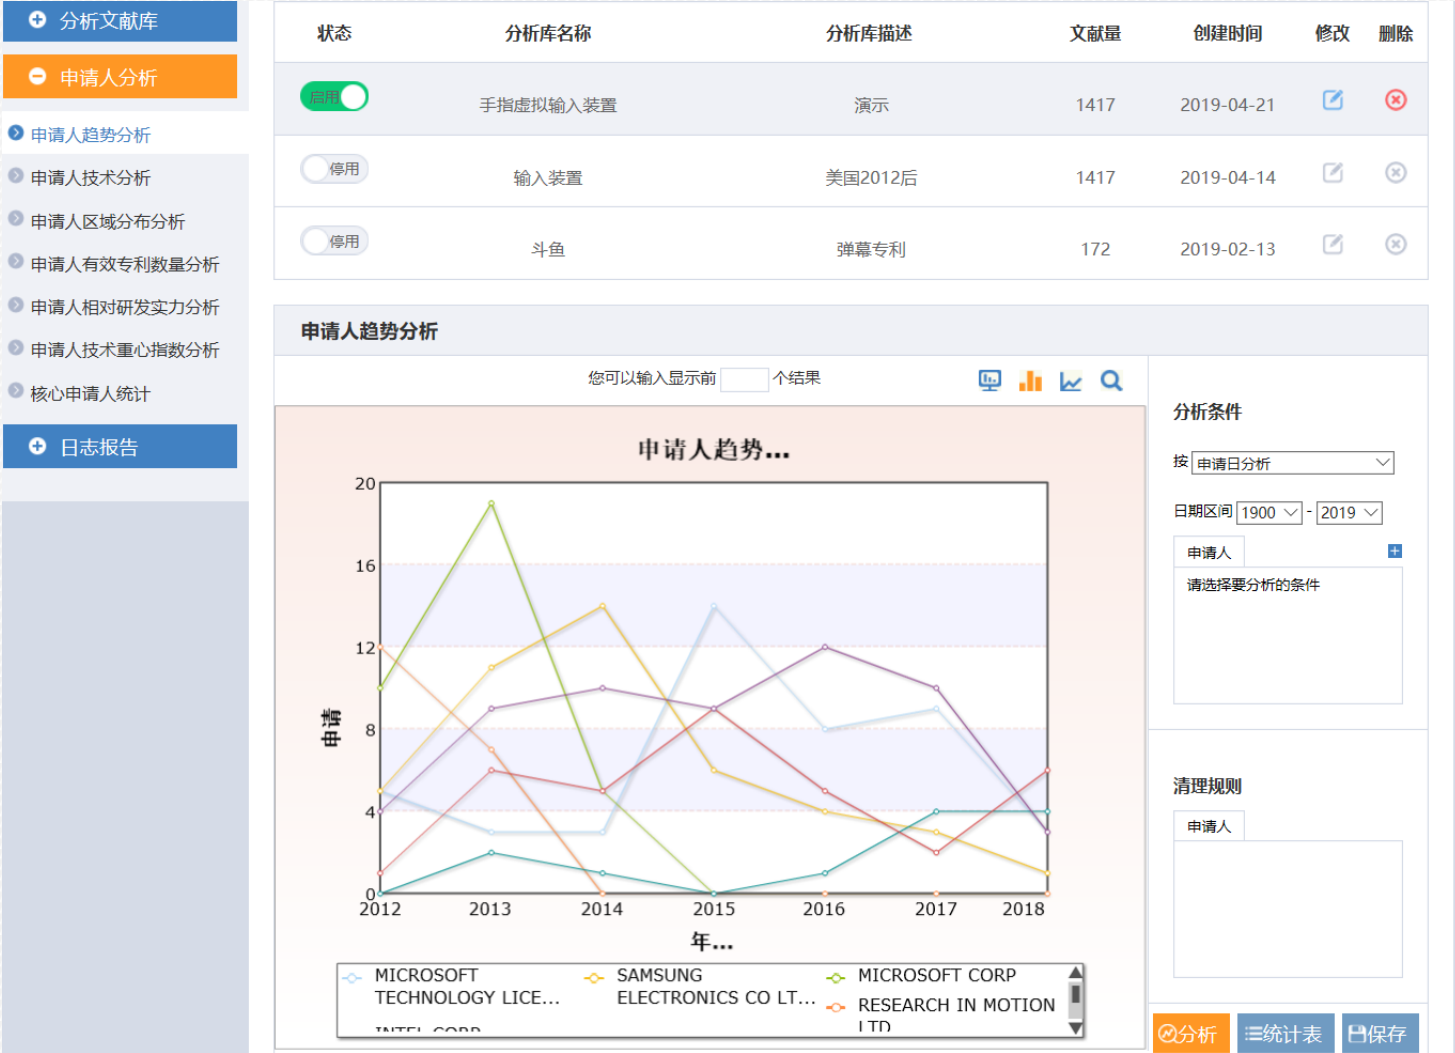 分析文献库
申请人分析
申请人趋势分析
申请人技术分析
申请人区域分布分析
申请人有效专利数量分析
申请人相对研发实力分析
申请人技术重心指数分析
核心申请人统计
日志报告
状态 分析库名称 分析库描述 文献量 创建时间 修改 删除
启用 手指虚拟输入装置 演示 1417 2019-04-21
停用 输入装置 美国2012后 1417 2019-04-14
停用 斗鱼 弹幕专利 172 2019-02-13
申请人趋势分析
您可以输入显示前 个结果
申请人趋势...
20
16
12
8
4
0
申请
2012 2013 2014 2015 2016 2017 2018
年...
MICROSOFT TECHNOLOGY LICE...
SAMSUNG ELECTRONICS CO LT...
MICROSOFT CORP
RESEARCH IN MOTION LTD
INTEL CORP
分析条件
按 申请日分析
日期区间 1900 - 2019
申请人
请选择要分析的条件
清理规则
申请人
分析 统计表 保存